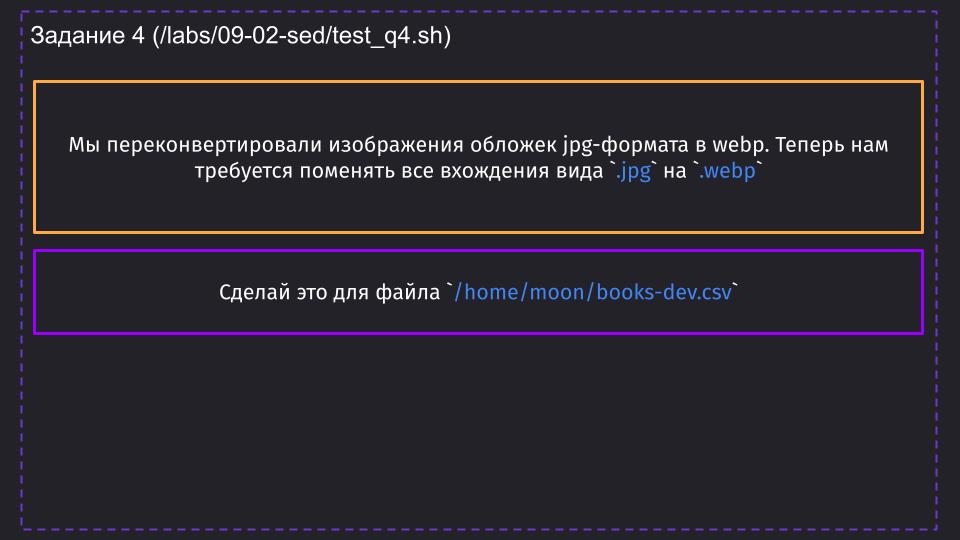 Задание 4 (/labs/09-02-sed/test_q4.sh)
Мы переконвертировали изображения обложек jpg-формата в webp. Теперь нам
требуется поменять все вхождения вида `.jpg` на `.webp`
Сделай это для файла `/home/moon/books-dev.csv`